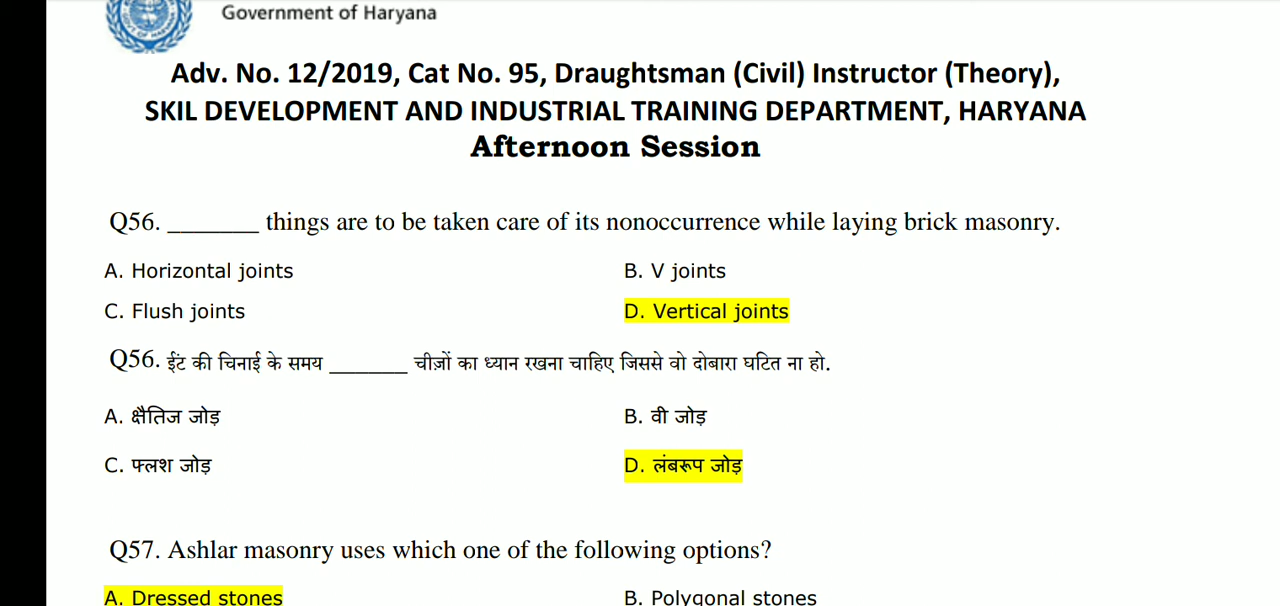 Government of Haryana
Adv. No. 12/2019, Cat No. 95, Draughtsman (Civil) Instructor (Theory),
SKIL DEVELOPMENT AND INDUSTRIAL TRAINING DEPARTMENT, HARYANA
Afternoon Session
Q56. _______ things are to be taken care of its nonoccurrence while laying brick masonry.
A. Horizontal joints B. V joints
C. Flush joints D. Vertical joints
Q56. ईंट की चिनाई के समय ______ चीज़ों का ध्यान रखना चाहिए जिससे वो दोबारा घटित ना हो.
A. क्षैतिज जोड़ B. वी जोड़
C. फ्लश जोड़ D. लंबरूप जोड़
Q57. Ashlar masonry uses which one of the following options?
A. Dressed stones B. Polygonal stones